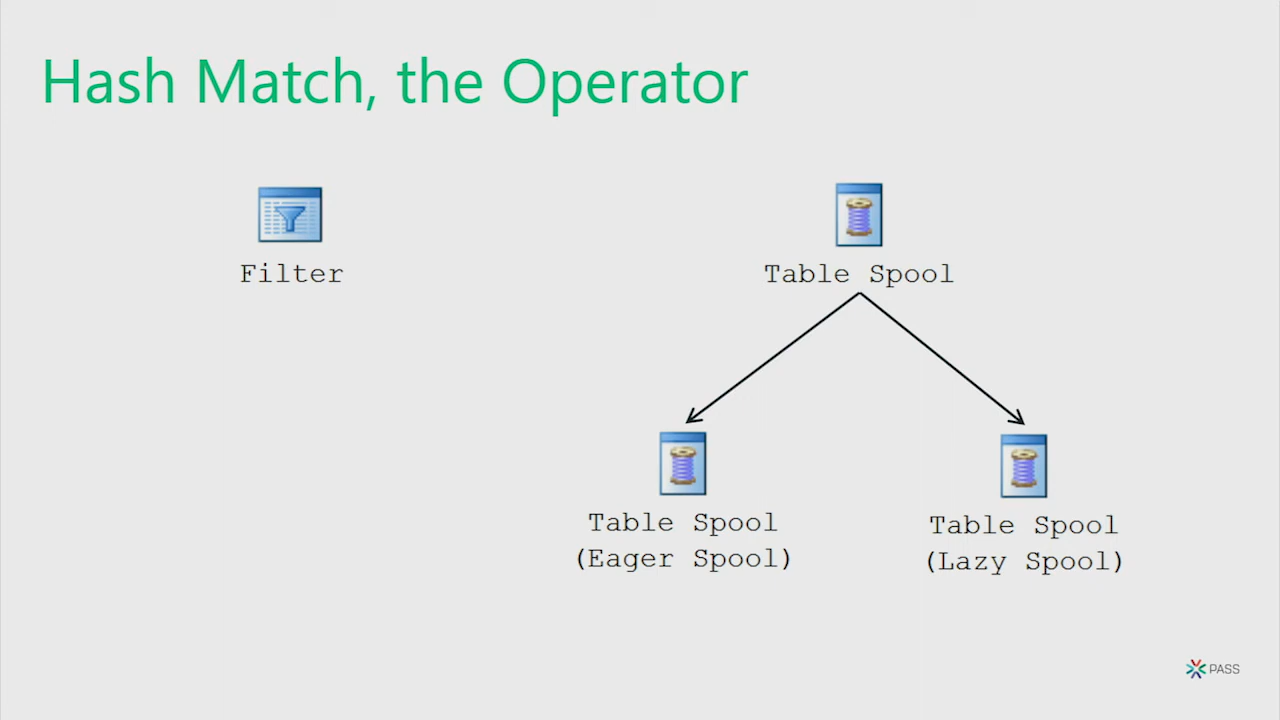 Hash Match, the Operator
Filter
Table Spool
Table Spool
(Eager Spool)
Table Spool
(Lazy Spool)
PASS